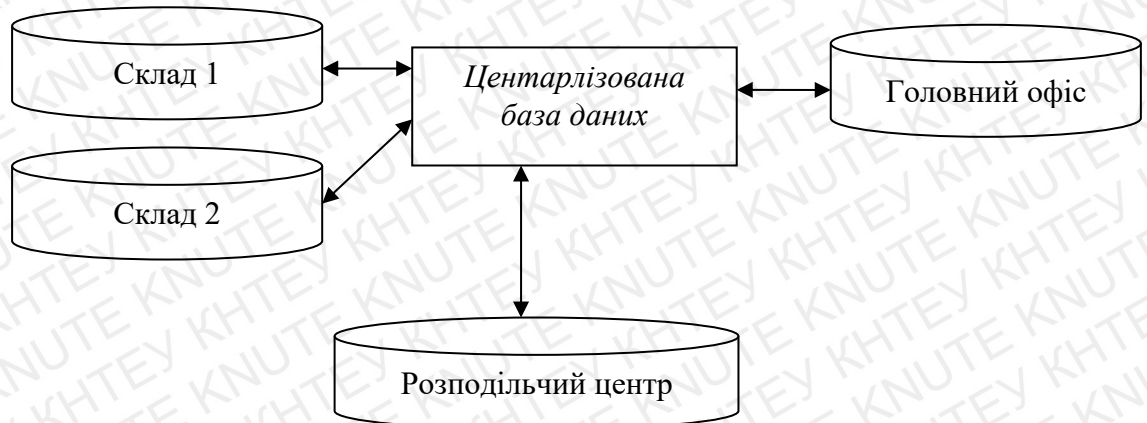 Склад 1
Центарлізована
база даних
Головний офіс
Склад 2
Розподільчий центр